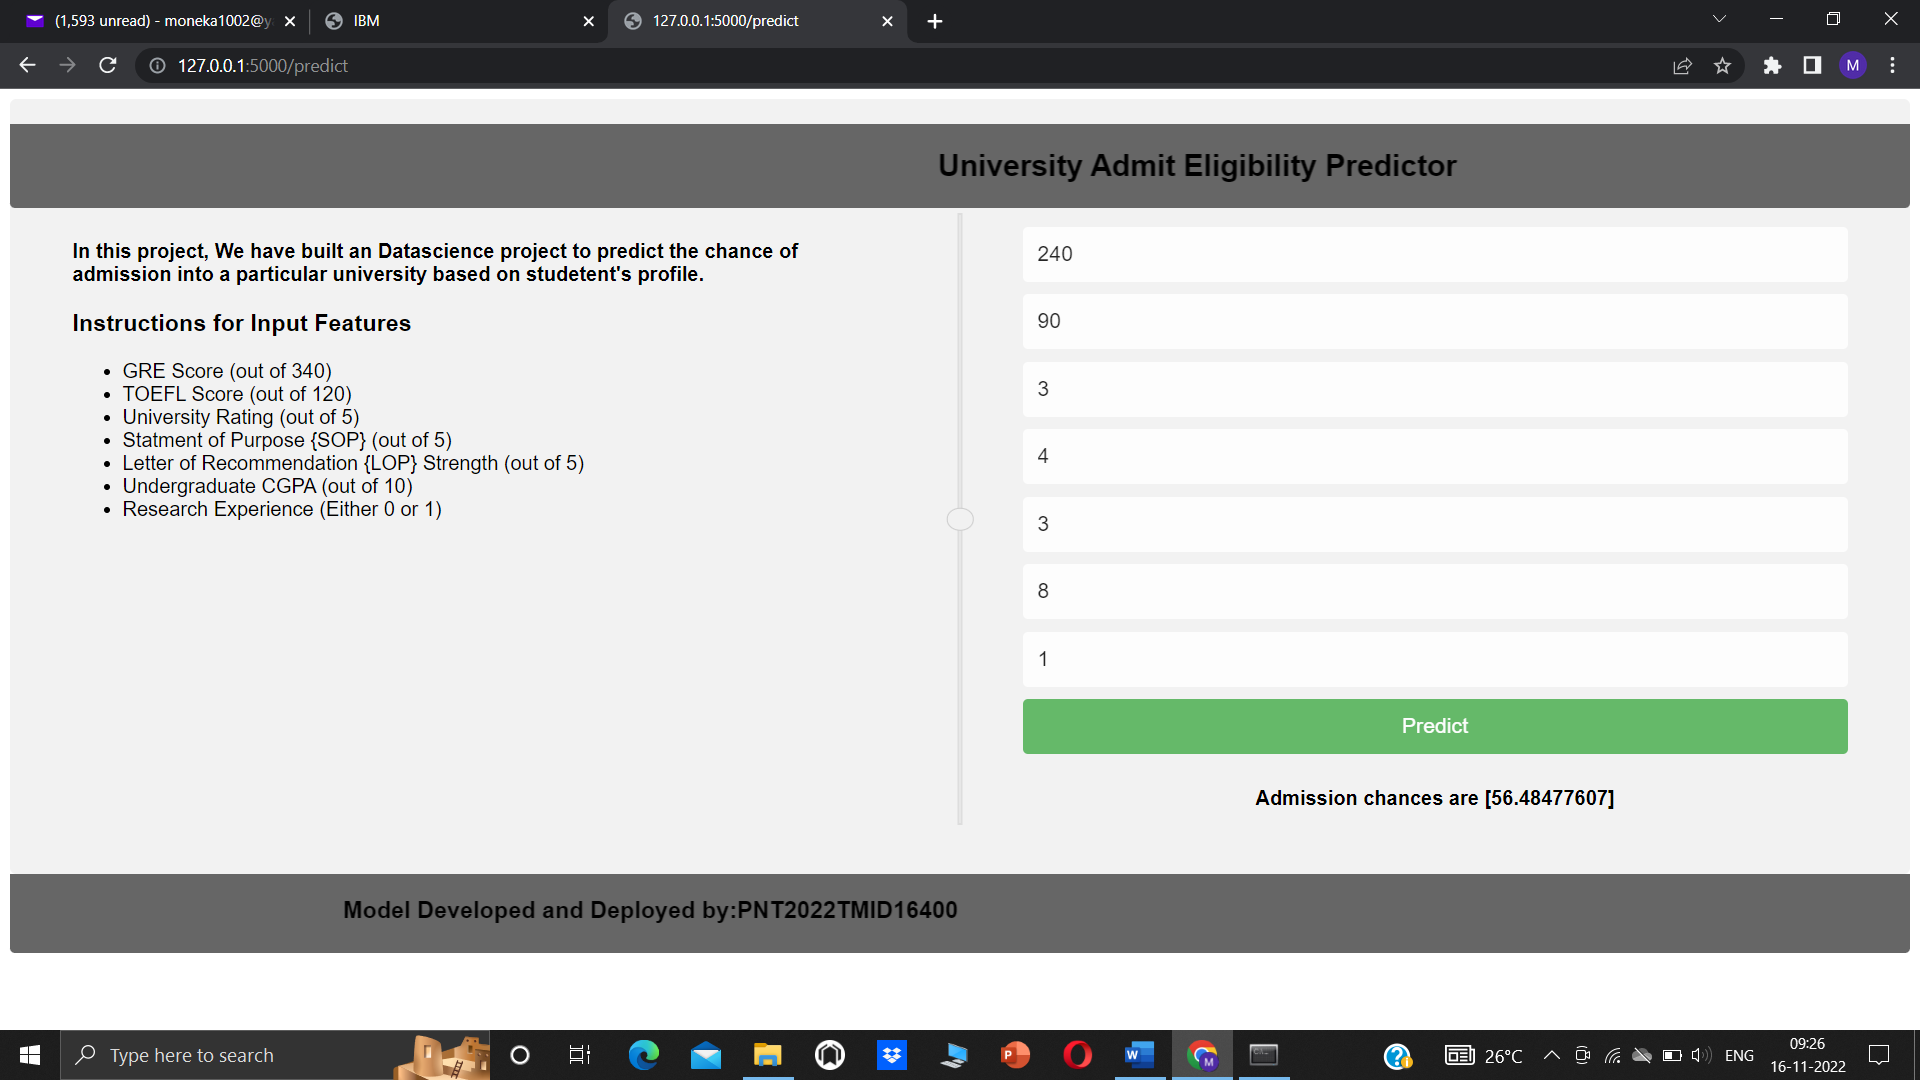 (1,593 unread) - moneka1002@y
IBM
127.0.0.1:5000/predict
127.0.0.1:5000/predict
M
University Admit Eligibility Predictor
In this project, We have built an Datascience project to predict the chance of
admission into a particular university based on studetent's profile.
Instructions for Input Features
GRE Score (out of 340)
TOEFL Score (out of 120)
University Rating (out of 5)
Statment of Purpose {SOP} (out of 5)
Letter of Recommendation {LOP} Strength (out of 5)
Undergraduate CGPA (out of 10)
Research Experience (Either 0 or 1)
240
90
3
4
3
8
1
Predict
Admission chances are [56.48477607]
Model Developed and Deployed by:PNT2022TMID16400
Type here to search
26°C
ENG
09:26
16-11-2022